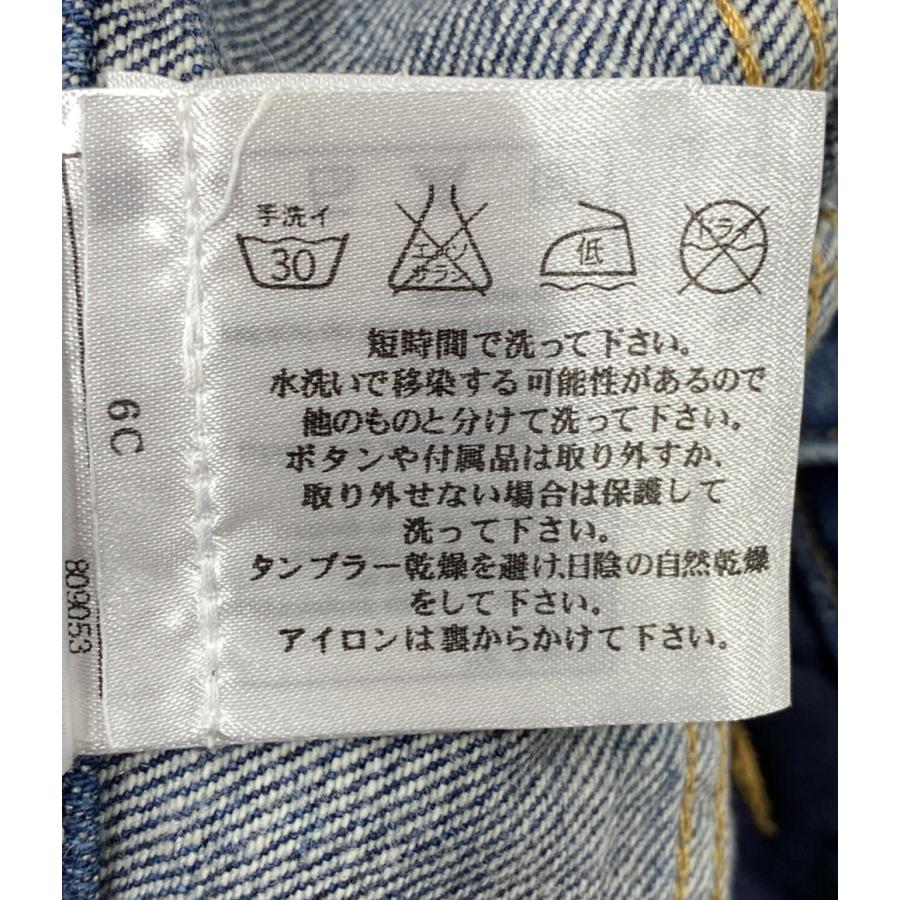 手洗イ
30
エンソ
サラシ
低
ドライ
短時間で洗って下さい。
水洗いで移染する可能性があるので
他のものと分けて洗って下さい。
ボタンや付属品は取り外すか、
取り外せない場合は保護して
洗って下さい。
タンブラー乾燥を避け、日陰の自然乾燥
をして下さい。
アイロンは裏からかけて下さい。
6C
809053